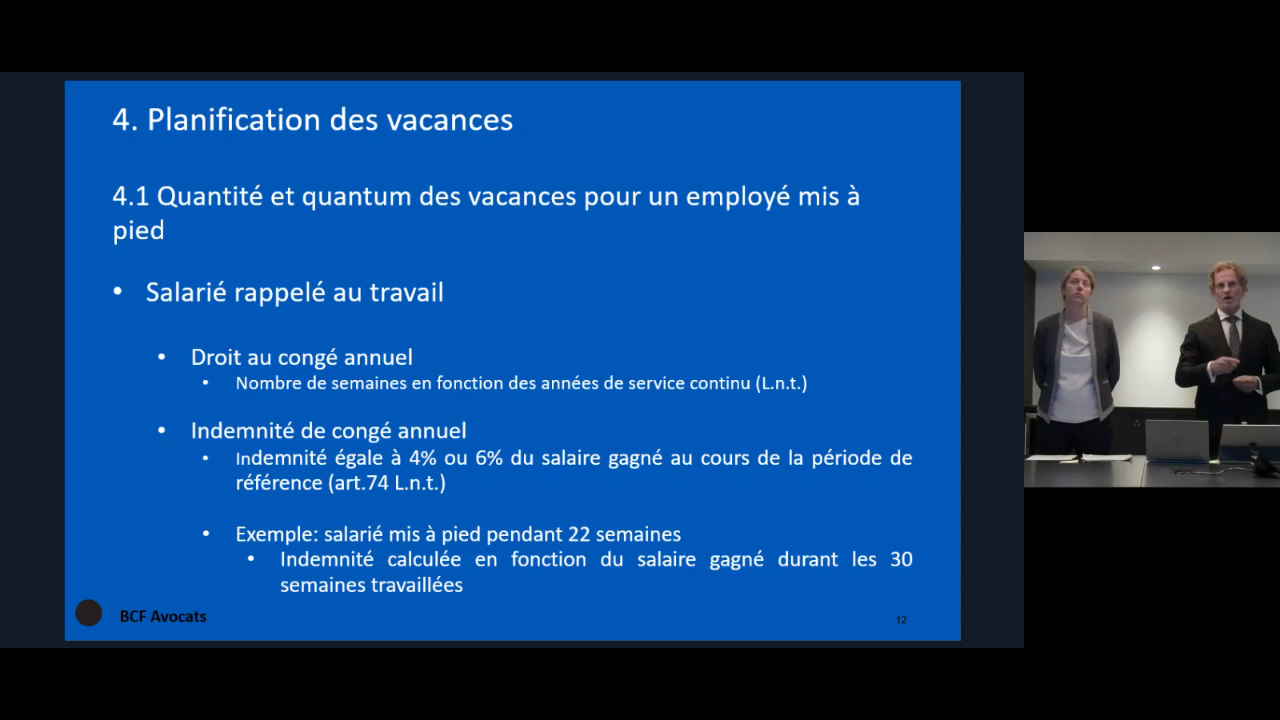 4. Planification des vacances
4.1 Quantité et quantum des vacances pour un employé mis à
pied
• Salarié rappelé au travail
• Droit au congé annuel
• Nombre de semaines en fonction des années de service continu (L.n.t.)
• Indemnité de congé annuel
• Indemnité égale à 4% ou 6% du salaire gagné au cours de la période de
référence (art.74 L.n.t.)
• Exemple: salarié mis à pied pendant 22 semaines
• Indemnité calculée en fonction du salaire gagné durant les 30
semaines travaillées
BCF Avocats
12